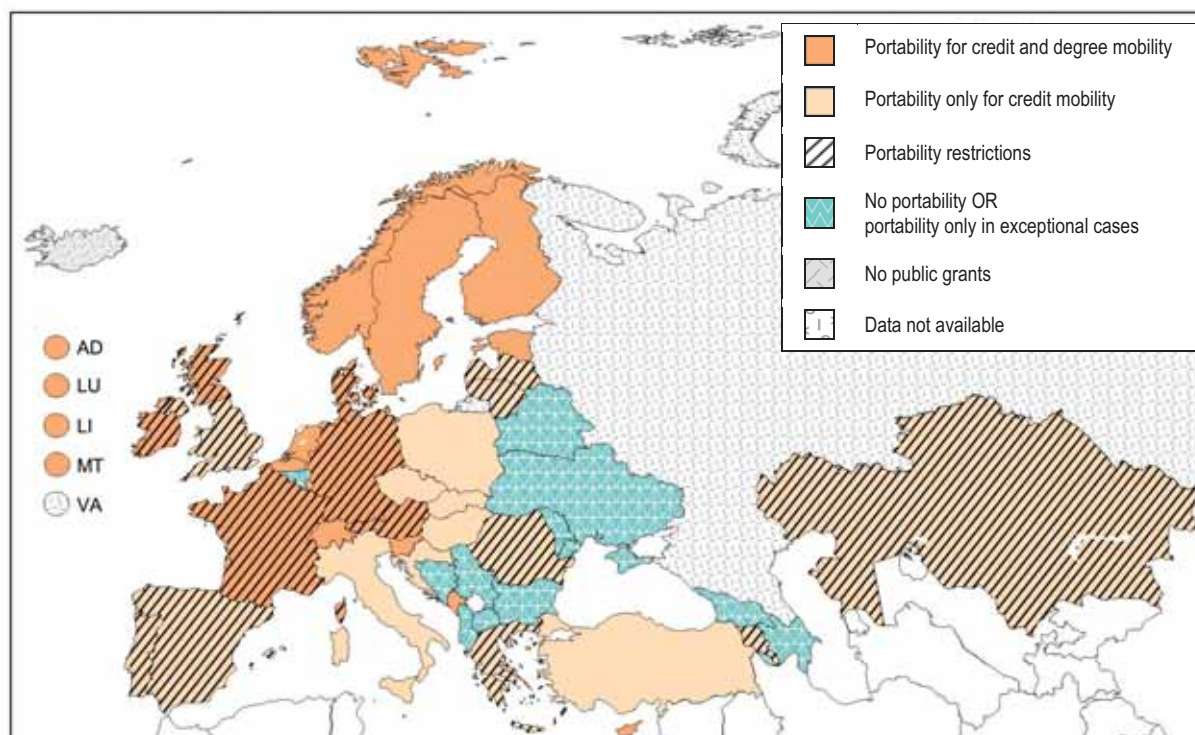 Portability for credit and degree mobility
Portability only for credit mobility
Portability restrictions
No portability OR
portability only in exceptional cases
No public grants
Data not available
AD
LU
LI
MT
VA